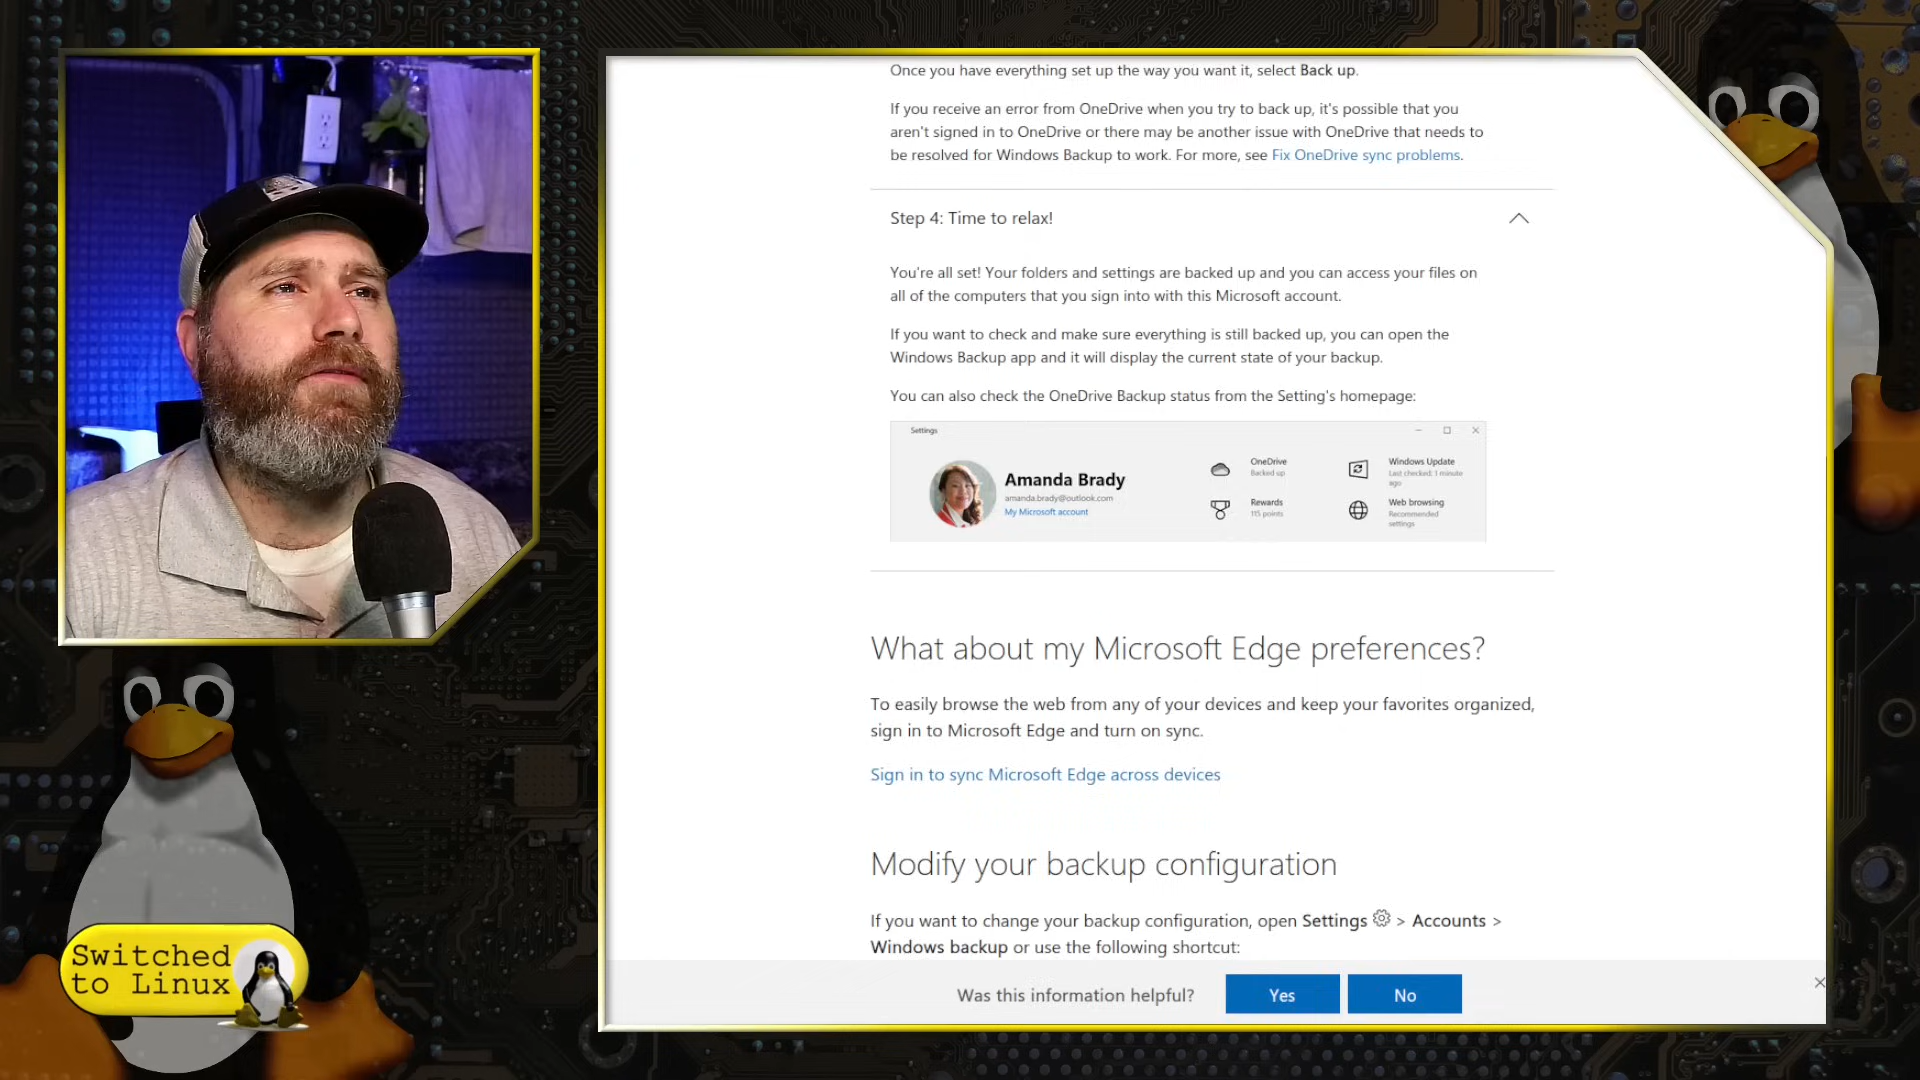 Once you have everything set up the way you want it, select Back up.
If you receive an error from OneDrive when you try to back up, it's possible that you
aren't signed in to OneDrive or there may be another issue with OneDrive that needs to
be resolved for Windows Backup to work. For more, see Fix OneDrive sync problems.
Step 4: Time to relax!
You're all set! Your folders and settings are backed up and you can access your files on
all of the computers that you sign into with this Microsoft account.
If you want to check and make sure everything is still backed up, you can open the
Windows Backup app and it will display the current state of your backup.
You can also check the OneDrive Backup status from the Setting's homepage:
Settings
Amanda Brady
amanda.brady@outlook.com
My Microsoft account
OneDrive
Backed up
Rewards
115 points
Windows Update
Last checked: 1 minute
ago
Web browsing
Recommended
settings
What about my Microsoft Edge preferences?
To easily browse the web from any of your devices and keep your favorites organized,
sign in to Microsoft Edge and turn on sync.
Sign in to sync Microsoft Edge across devices
Modify your backup configuration
If you want to change your backup configuration, open Settings > Accounts >
Windows backup or use the following shortcut:
Was this information helpful? Yes No
Switched
to Linux